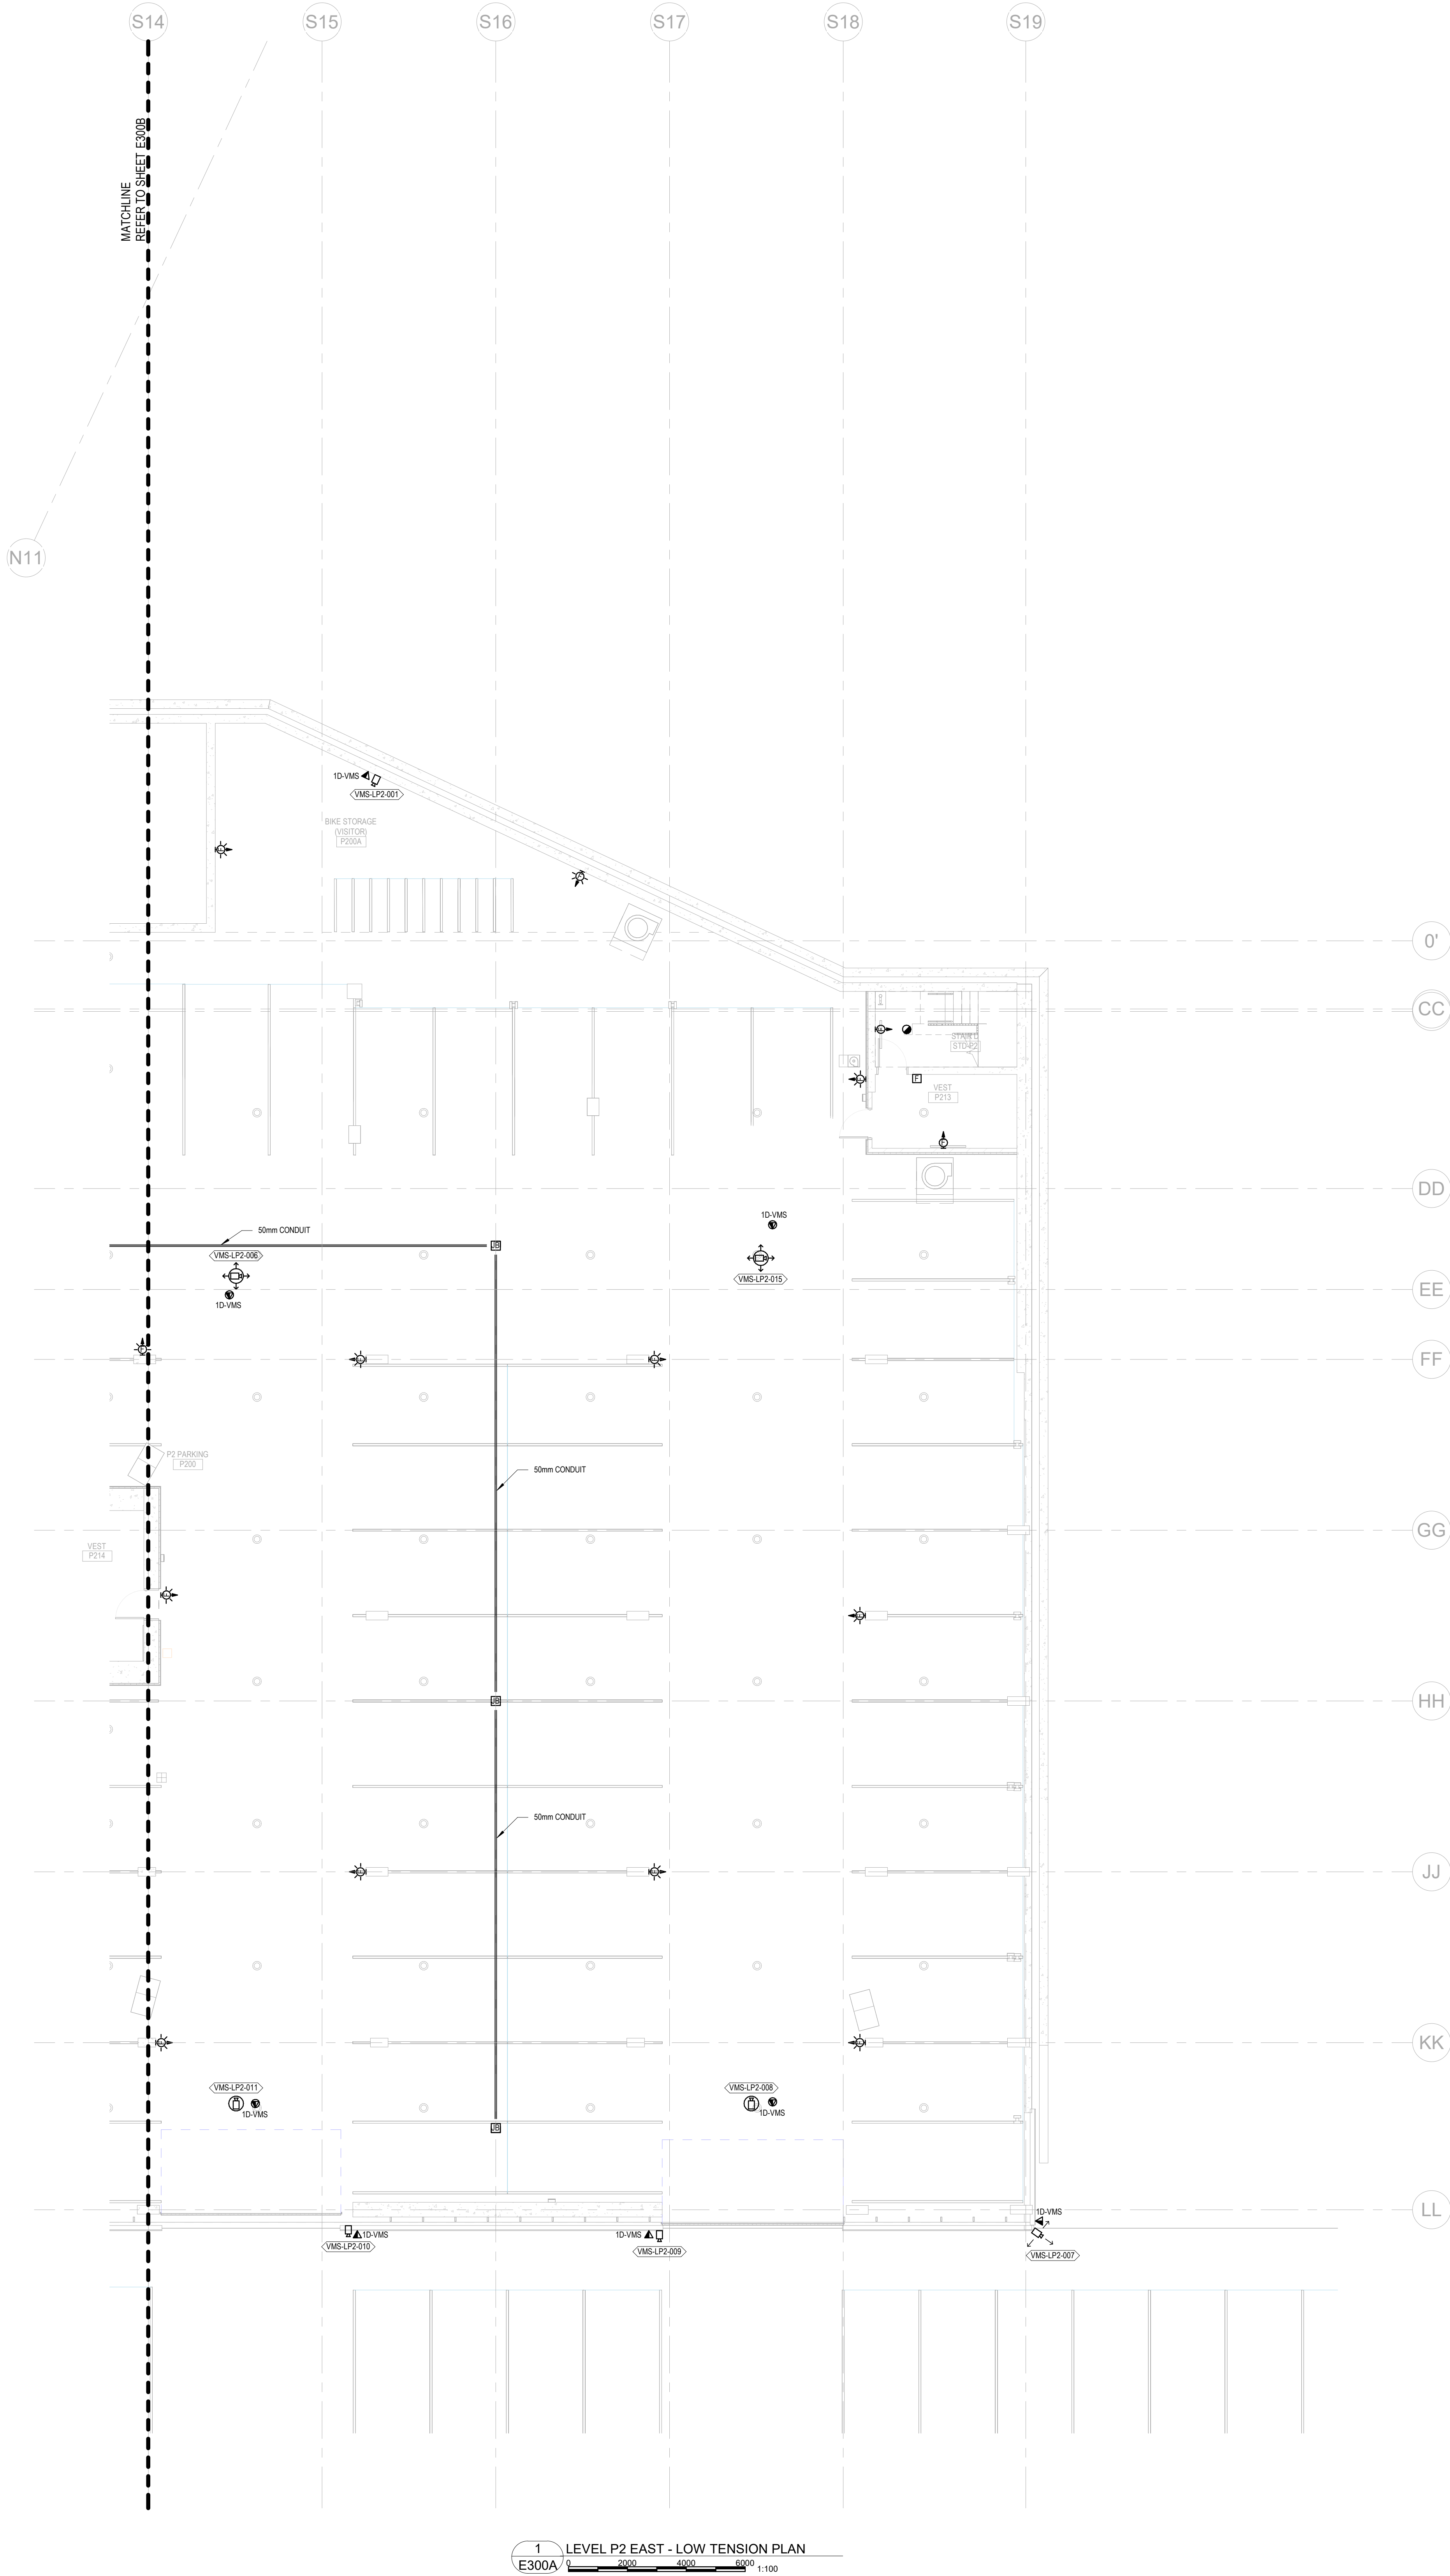 S14
S15
S16
S17
S18
S19
MATCHLINE
REFER TO SHEET E300B
N11
1D-VMS
VMS-LP2-001
BIKE STORAGE
(VISITOR)
P200A
0'
CC
STAIR D
STD-P2
F
VEST
P213
F
DD
1D-VMS
50mm CONDUIT
JB
VMS-LP2-006
VMS-LP2-015
EE
1D-VMS
F
FF
P2 PARKING
P200
50mm CONDUIT
GG
VEST
P214
JB
HH
50mm CONDUIT
JJ
KK
VMS-LP2-011
VMS-LP2-008
1D-VMS
1D-VMS
JB
LL
1D-VMS
1D-VMS
1D-VMS
VMS-LP2-010
VMS-LP2-009
VMS-LP2-007
1
LEVEL P2 EAST - LOW TENSION PLAN
E300A
0 2000 4000 6000
1:100